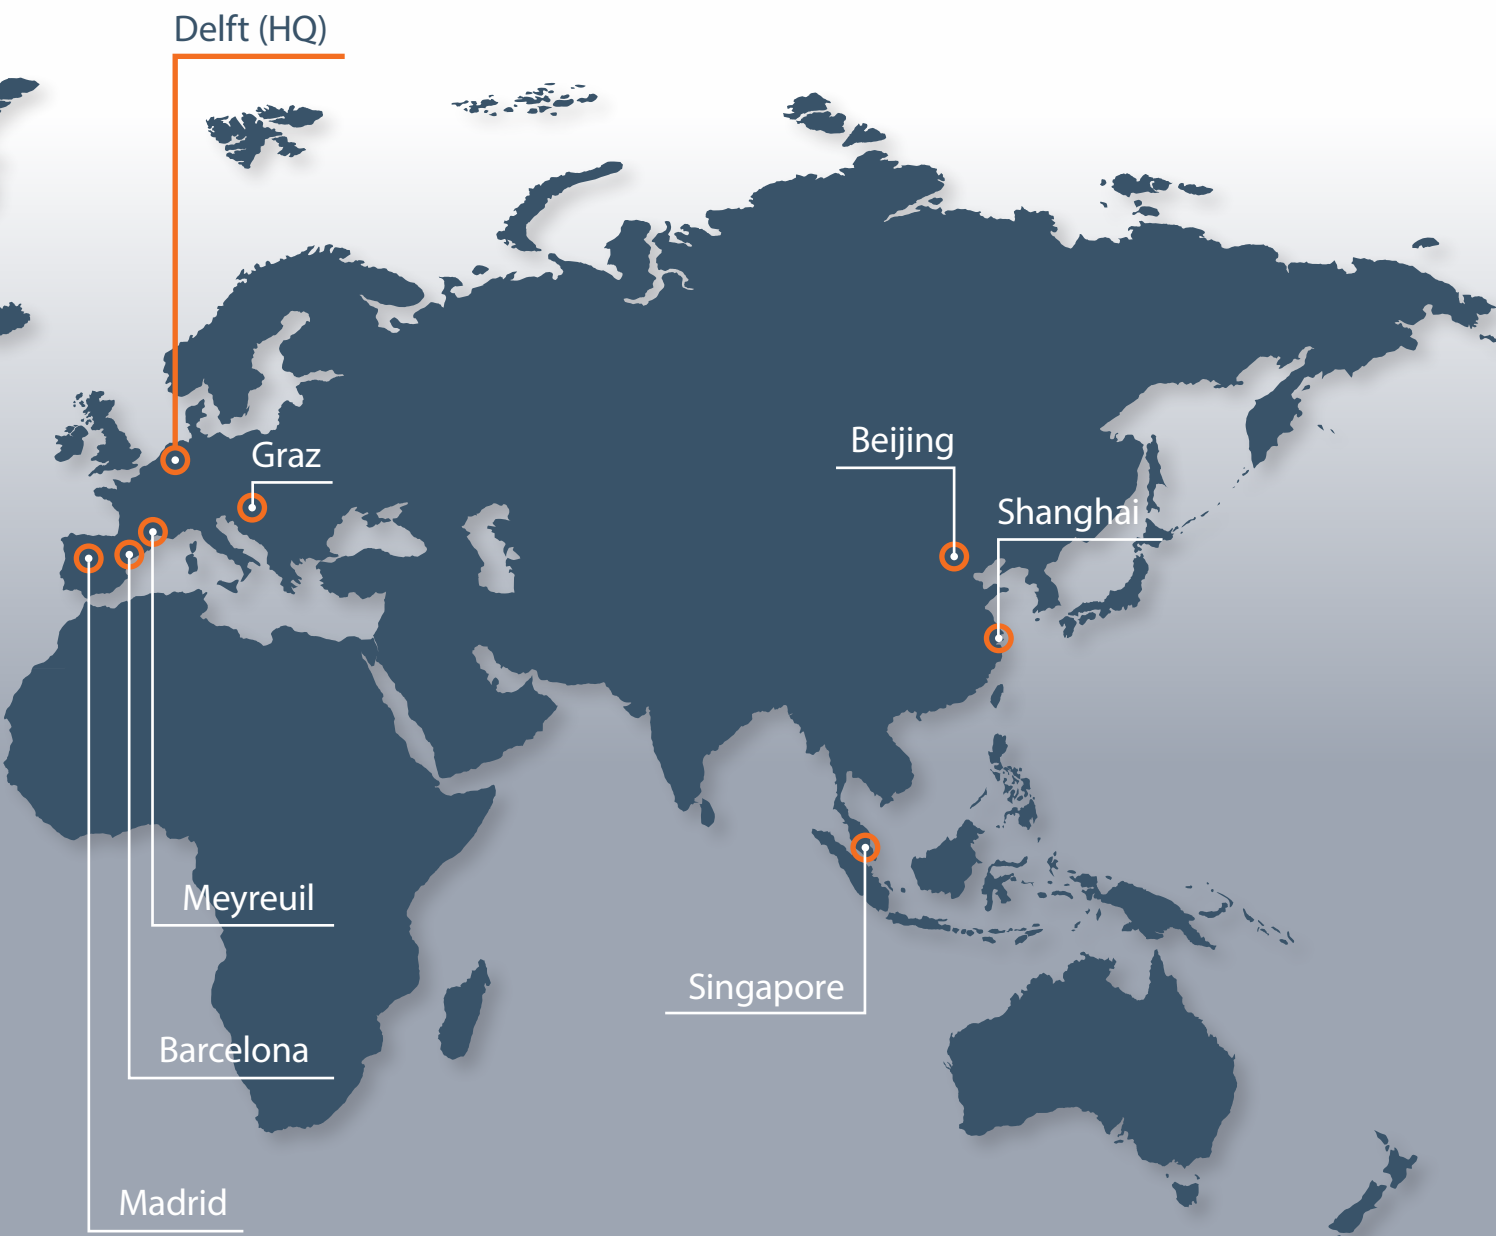 Delft (HQ)
Graz
Beijing
Shanghai
Meyreuil
Singapore
Barcelona
Madrid